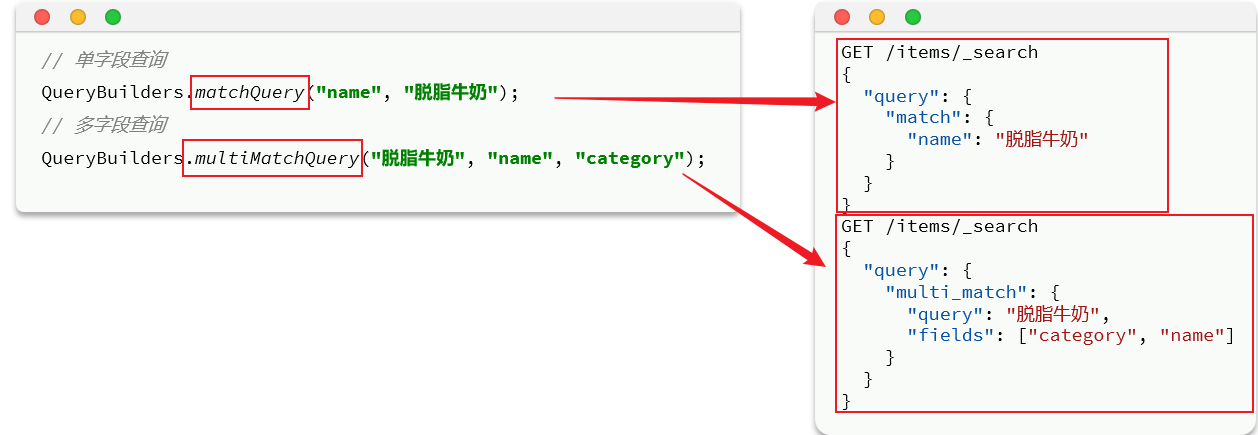 // 单字段查询
QueryBuilders.matchQuery("name", "脱脂牛奶");
// 多字段查询
QueryBuilders.multiMatchQuery("脱脂牛奶", "name", "category");
GET /items/_search
{
  "query": {
    "match": {
      "name": "脱脂牛奶"
    }
  }
}
GET /items/_search
{
  "query": {
    "multi_match": {
      "query": "脱脂牛奶",
      "fields": ["category", "name"]
    }
  }
}